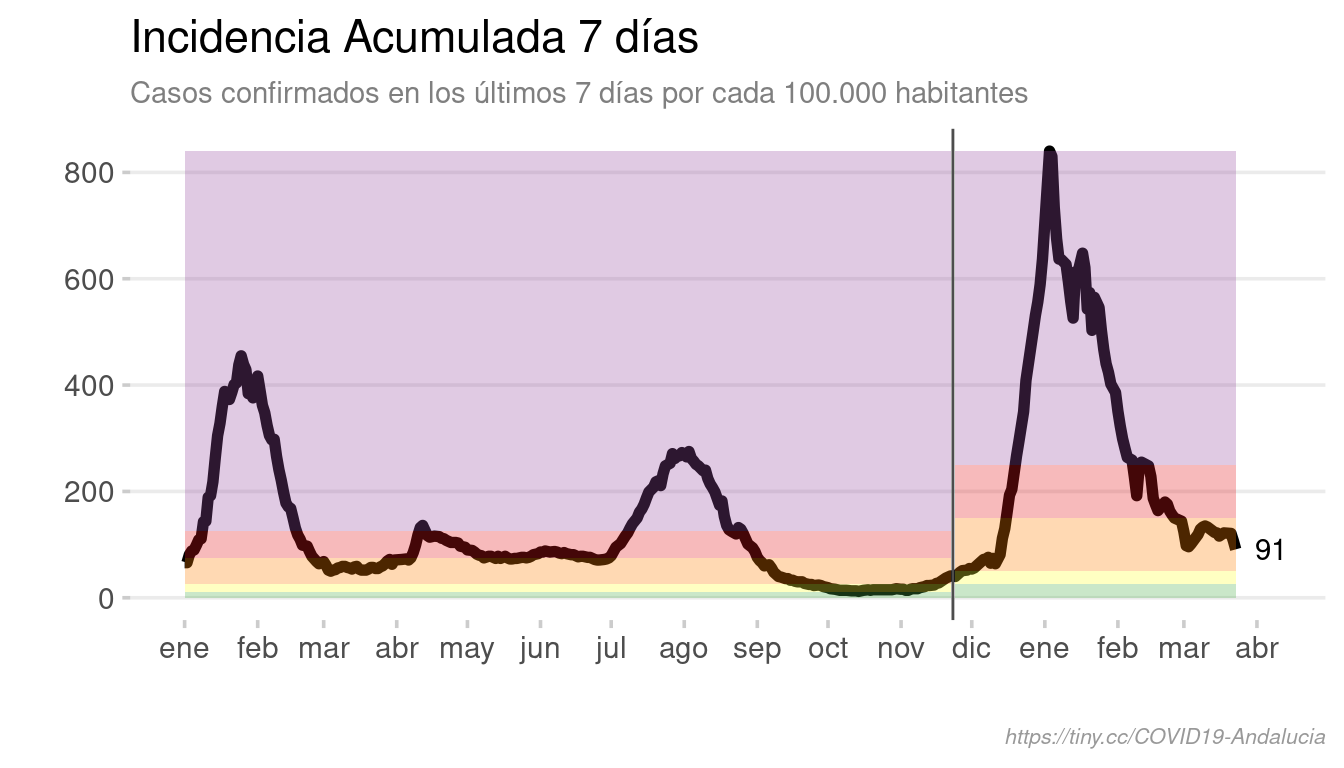 Incidencia Acumulada 7 días
Casos confirmados en los últimos 7 días por cada 100.000 habitantes
800
600
400
200
0
91
ene feb mar abr may jun jul ago sep oct nov dic ene feb mar abr
https://tiny.cc/COVID19-Andalucia